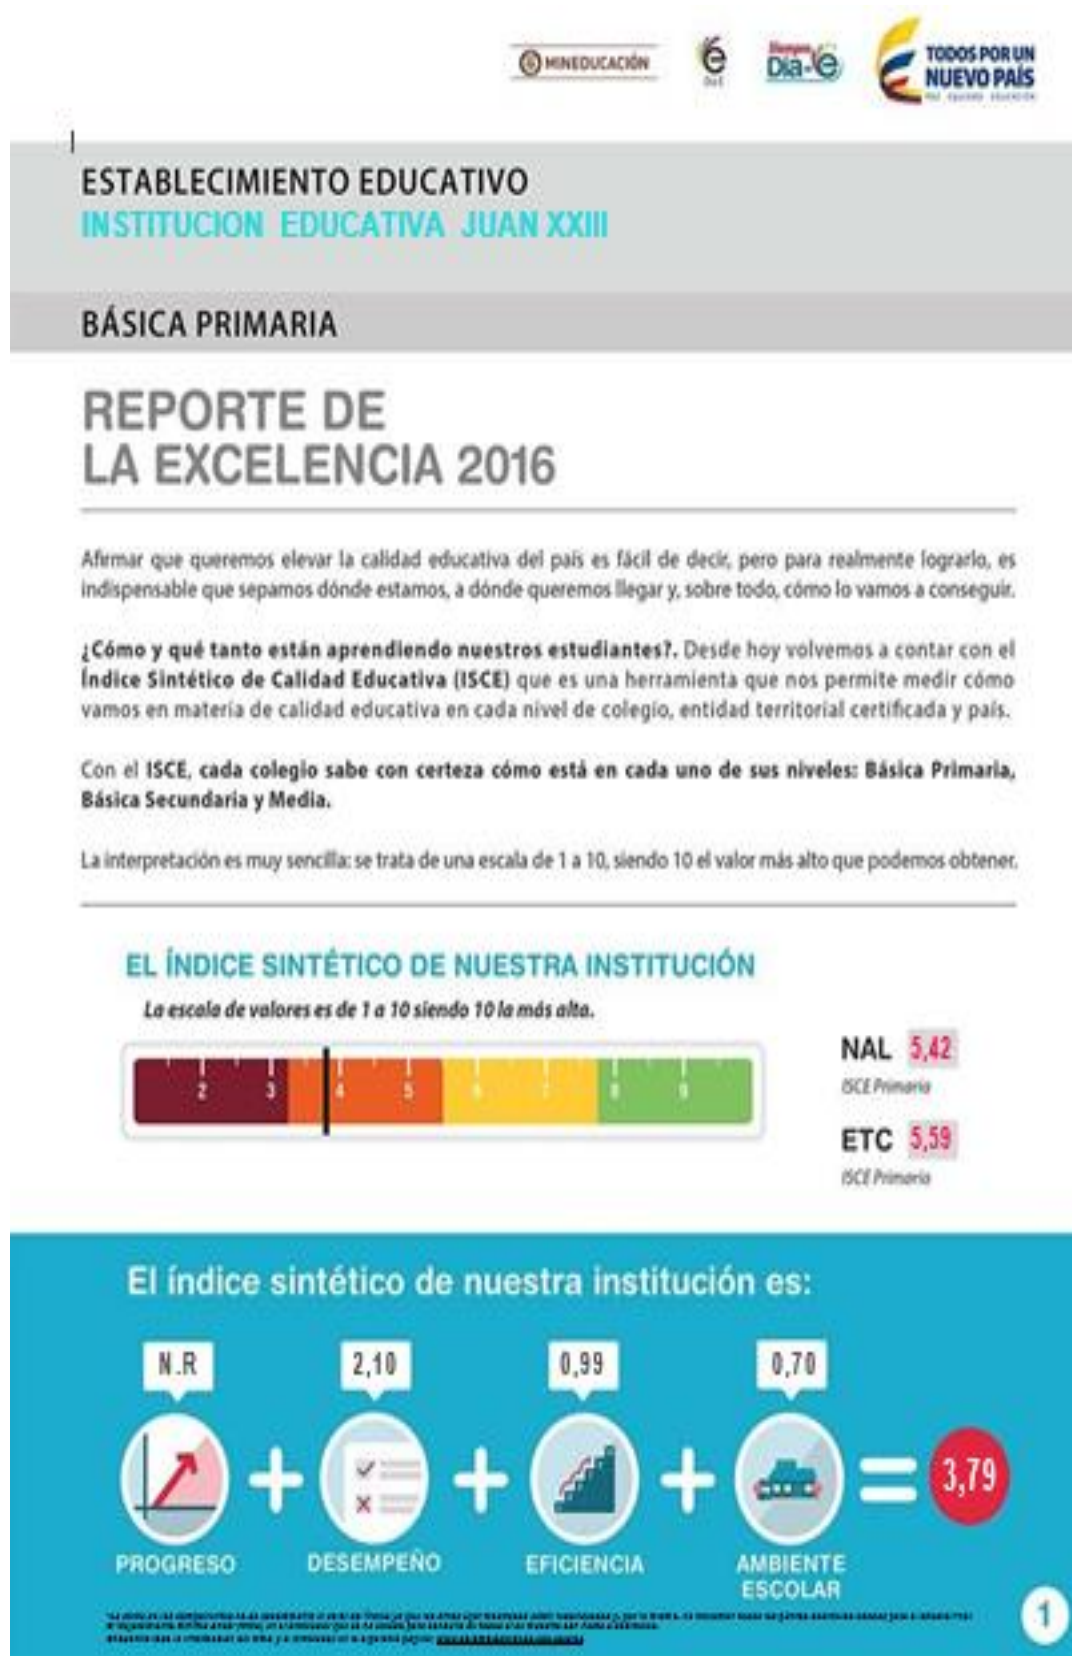 MINEDUCACIÓN
Siempre
Día-e
TODOS POR UN
NUEVO PAÍS
PAZ EQUIDAD EDUCACIÓN
ESTABLECIMIENTO EDUCATIVO
INSTITUCION EDUCATIVA JUAN XXIII
BÁSICA PRIMARIA
REPORTE DE
LA EXCELENCIA 2016
Afirmar que queremos elevar la calidad educativa del país es fácil de decir, pero para realmente lograrlo, es
indispensable que sepamos dónde estamos, a dónde queremos llegar y, sobre todo, cómo lo vamos a conseguir.
¿Cómo y qué tanto están aprendiendo nuestros estudiantes?. Desde hoy volvemos a contar con el
Índice Sintético de Calidad Educativa (ISCE) que es una herramienta que nos permite medir cómo
vamos en materia de calidad educativa en cada nivel de colegio, entidad territorial certificada y país.
Con el ISCE, cada colegio sabe con certeza cómo está en cada uno de sus niveles: Básica Primaria,
Básica Secundaria y Media.
La interpretación es muy sencilla: se trata de una escala de 1 a 10, siendo 10 el valor más alto que podemos obtener.
EL ÍNDICE SINTÉTICO DE NUESTRA INSTITUCIÓN
La escala de valores es de 1 a 10 siendo 10 la más alta.
2 3 4 5 6 7 8 9
NAL 5,42
ISCE Primaria
ETC 5,59
ISCE Primaria
El índice sintético de nuestra institución es:
N.R 2,10 0,99 0,70
+ + + = 3,79
PROGRESO DESEMPEÑO EFICIENCIA AMBIENTE
ESCOLAR
1